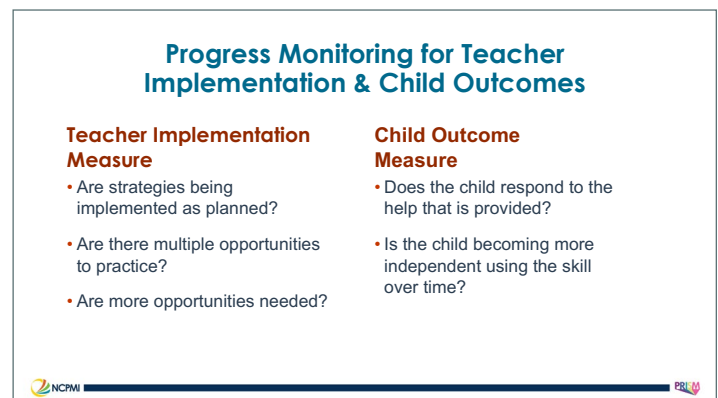 Progress Monitoring for Teacher
Implementation & Child Outcomes
Teacher Implementation
Measure
• Are strategies being
implemented as planned?
• Are there multiple opportunities
to practice?
• Are more opportunities needed?
Child Outcome
Measure
• Does the child respond to the
help that is provided?
• Is the child becoming more
independent using the skill
over time?
NCPMI
PRISM